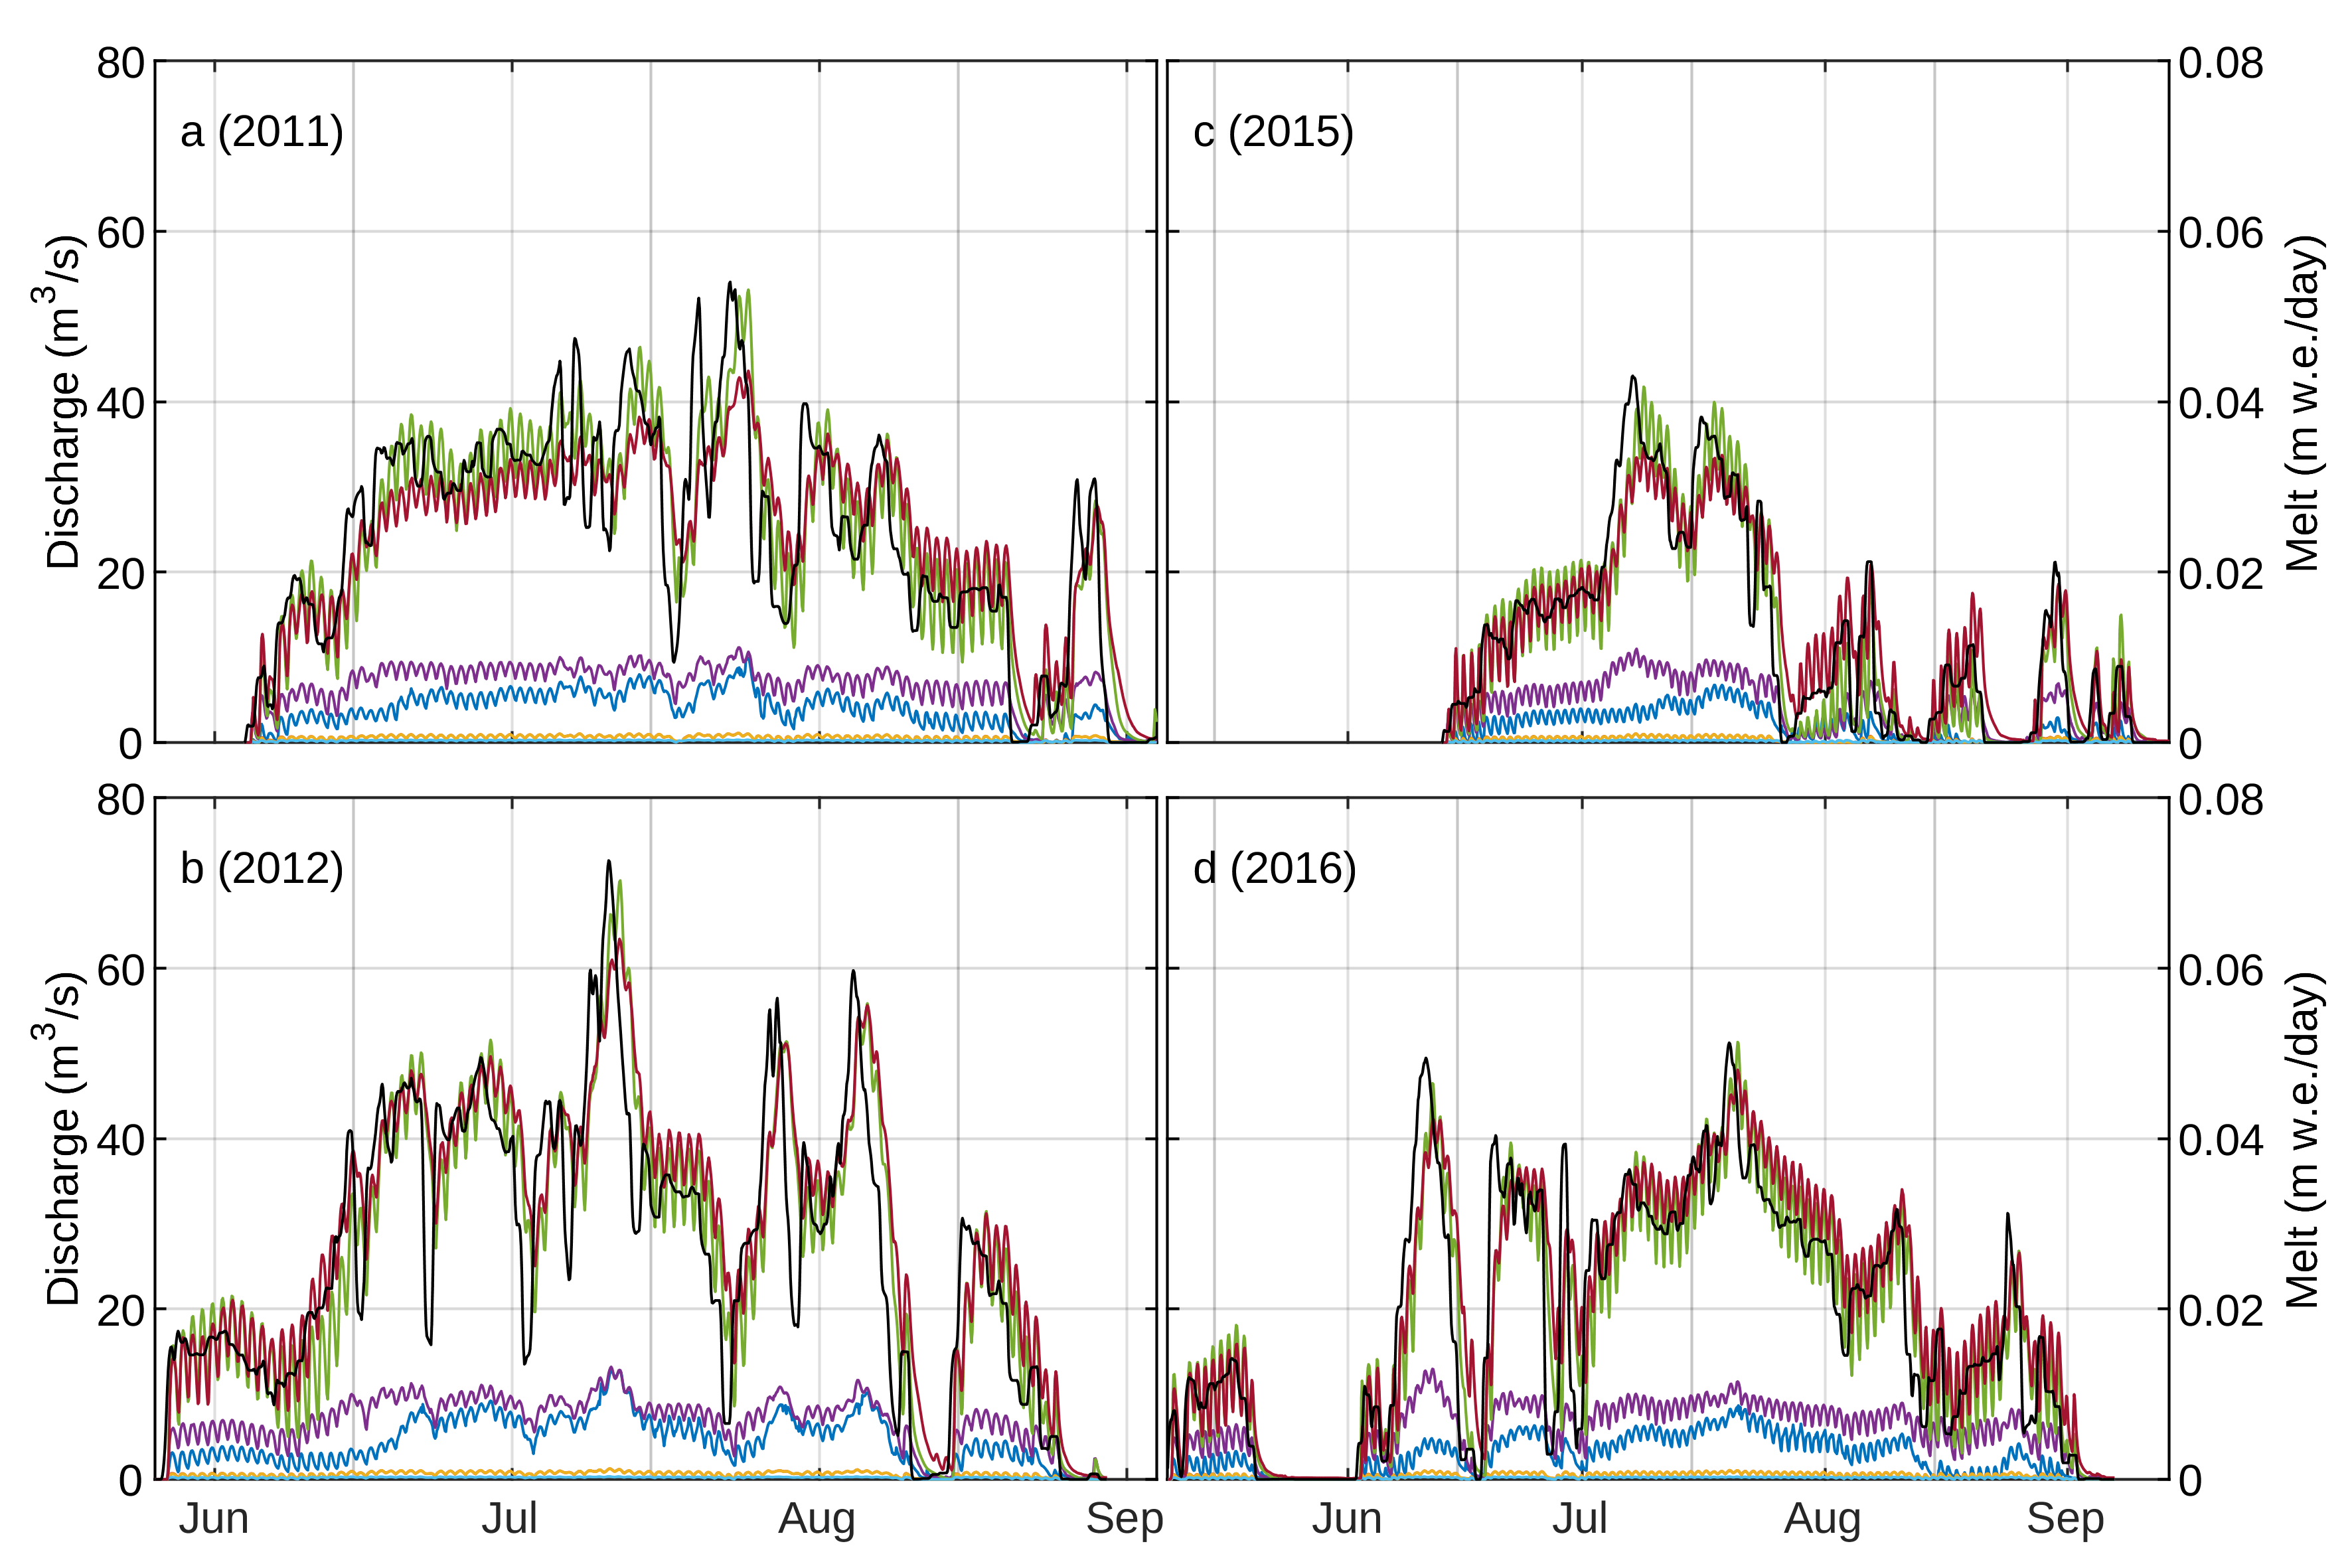 80
60
40
20
0
Discharge (m³/s)
a (2011)
c (2015)
0.08
0.06
0.04
0.02
0
Melt (m w.e./day)
80
60
40
20
0
Discharge (m³/s)
b (2012)
d (2016)
0.08
0.06
0.04
0.02
0
Melt (m w.e./day)
Jun Jul Aug Sep
Jun Jul Aug Sep